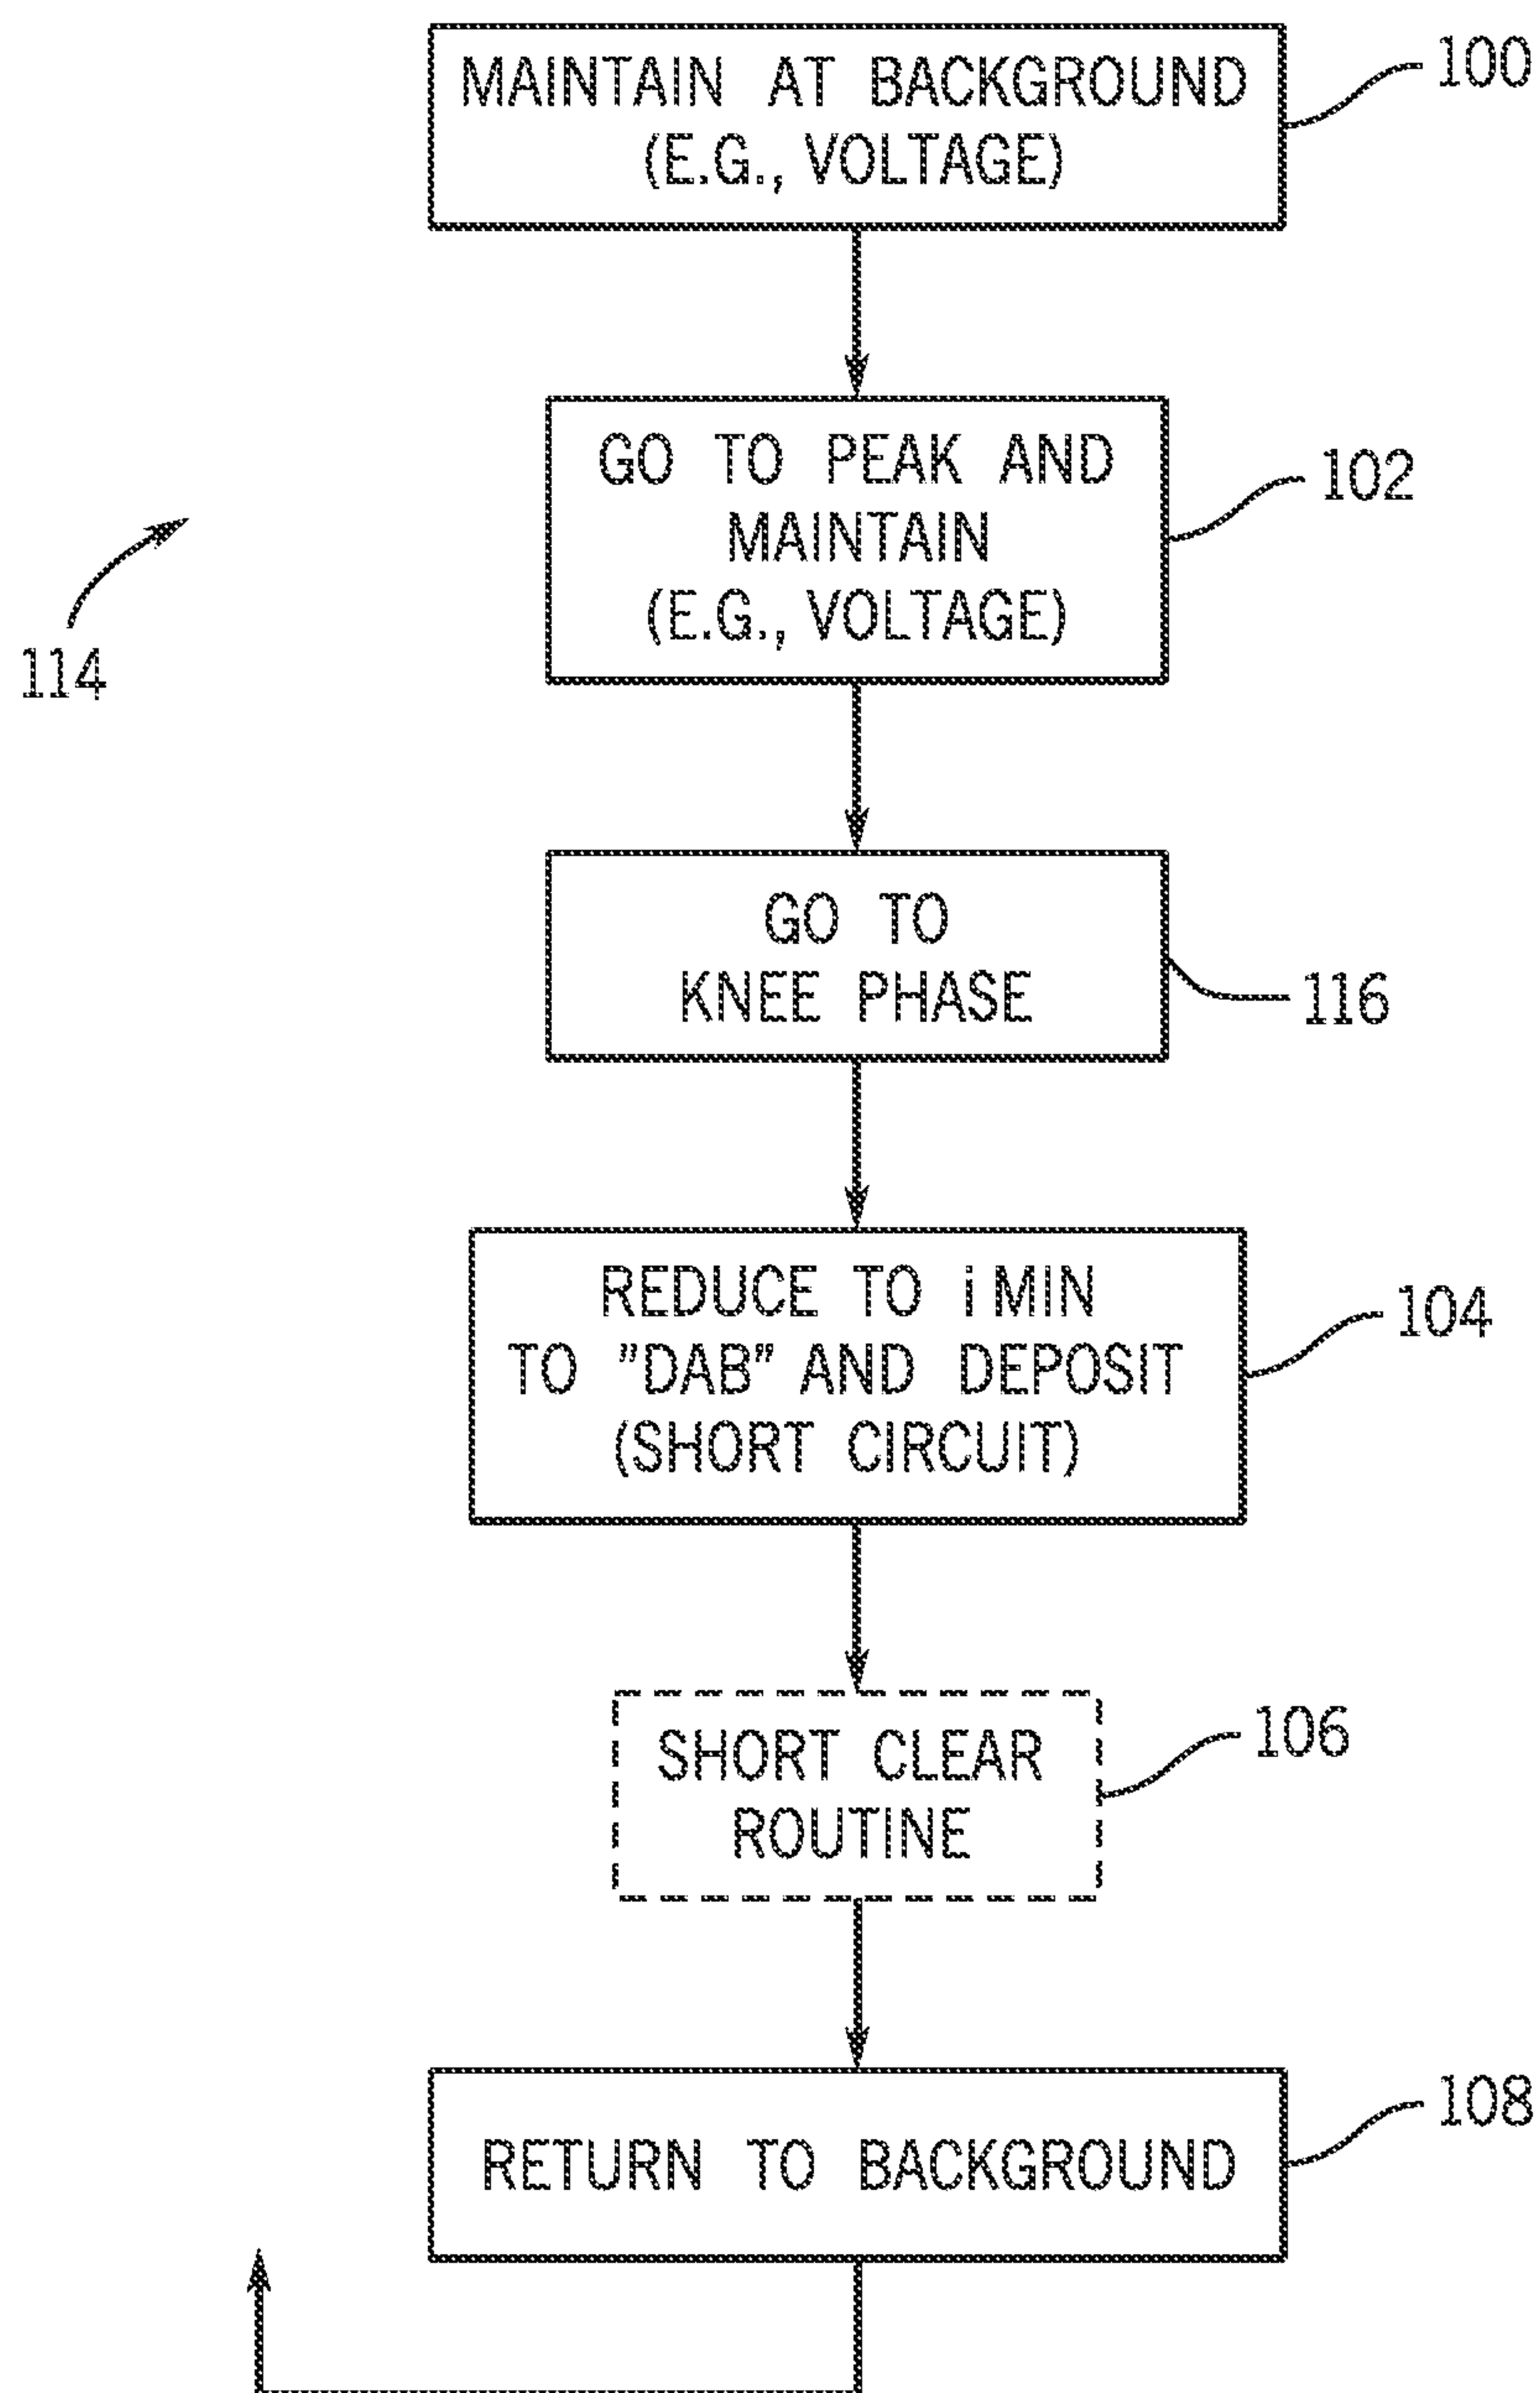 MAINTAIN AT BACKGROUND
(E.G., VOLTAGE)
100
GO TO PEAK AND
MAINTAIN
(E.G., VOLTAGE)
102
114
GO TO
KNEE PHASE
116
REDUCE TO i MIN
TO "DAB" AND DEPOSIT
(SHORT CIRCUIT)
104
SHORT CLEAR
ROUTINE
106
RETURN TO BACKGROUND
108